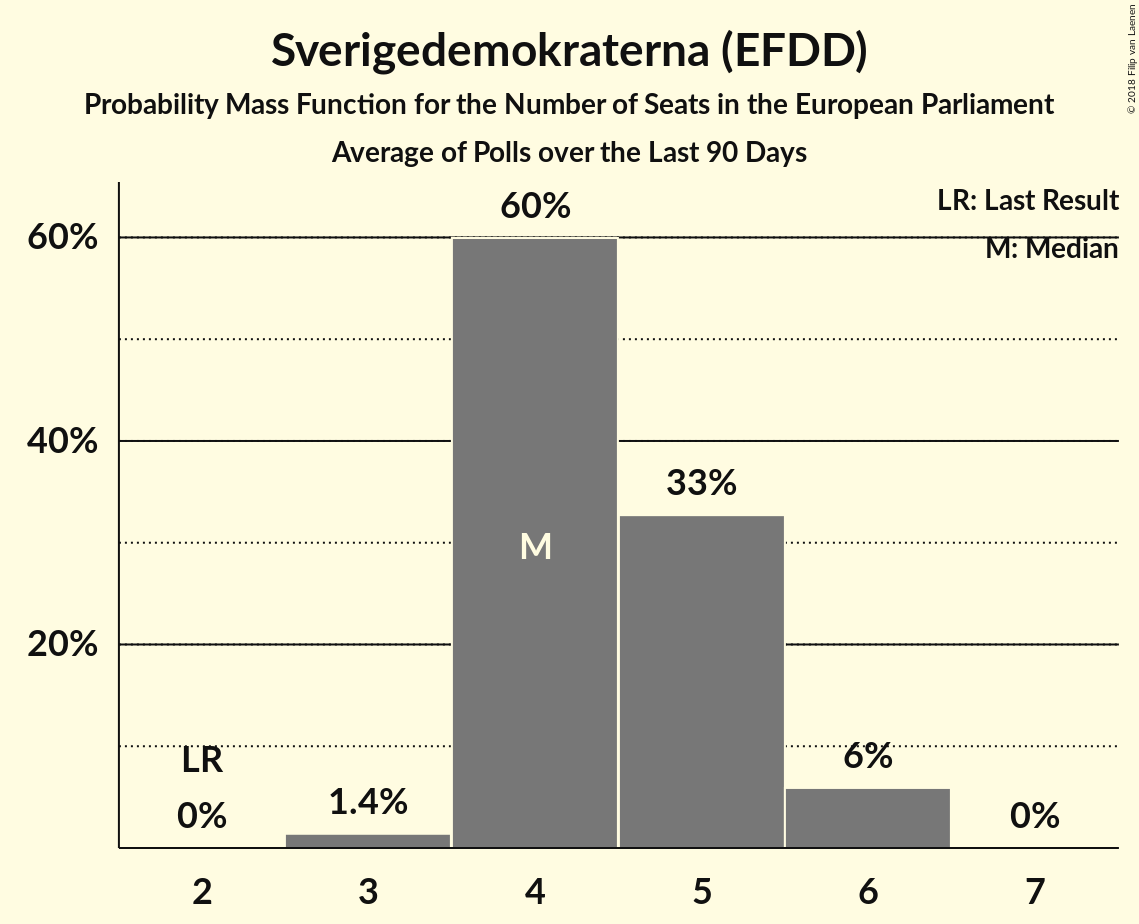 Sverigedemokraterna (EFDD)
Probability Mass Function for the Number of Seats in the European Parliament
Average of Polls over the Last 90 Days
© 2018 Filip van Laenen
LR: Last Result
M: Median
60%
40%
20%
LR
0%
1.4%
60%
M
33%
6%
0%
2 3 4 5 6 7